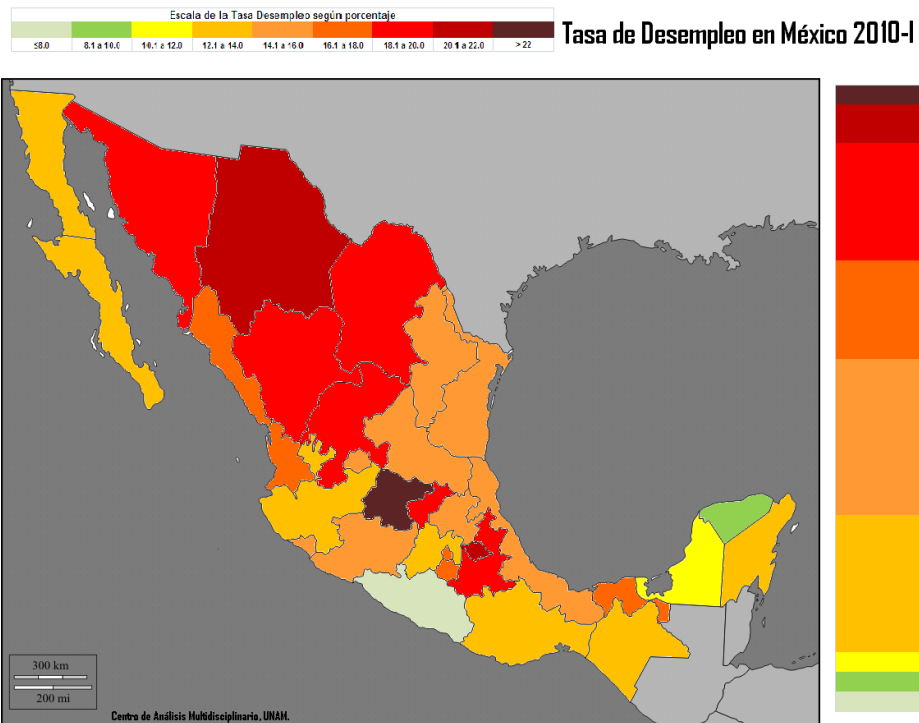 Escala de la Tasa Desempleo según porcentaje
≤8.0 8.1 a 10.0 10.1 a 12.0 12.1 a 14.0 14.1 a 16.0 16.1 a 18.0 18.1 a 20.0 20.1 a 22.0 > 22
Tasa de Desempleo en México 2010-I
300 km
200 mi
Centro de Análisis Multidisciplinario, UNAM.